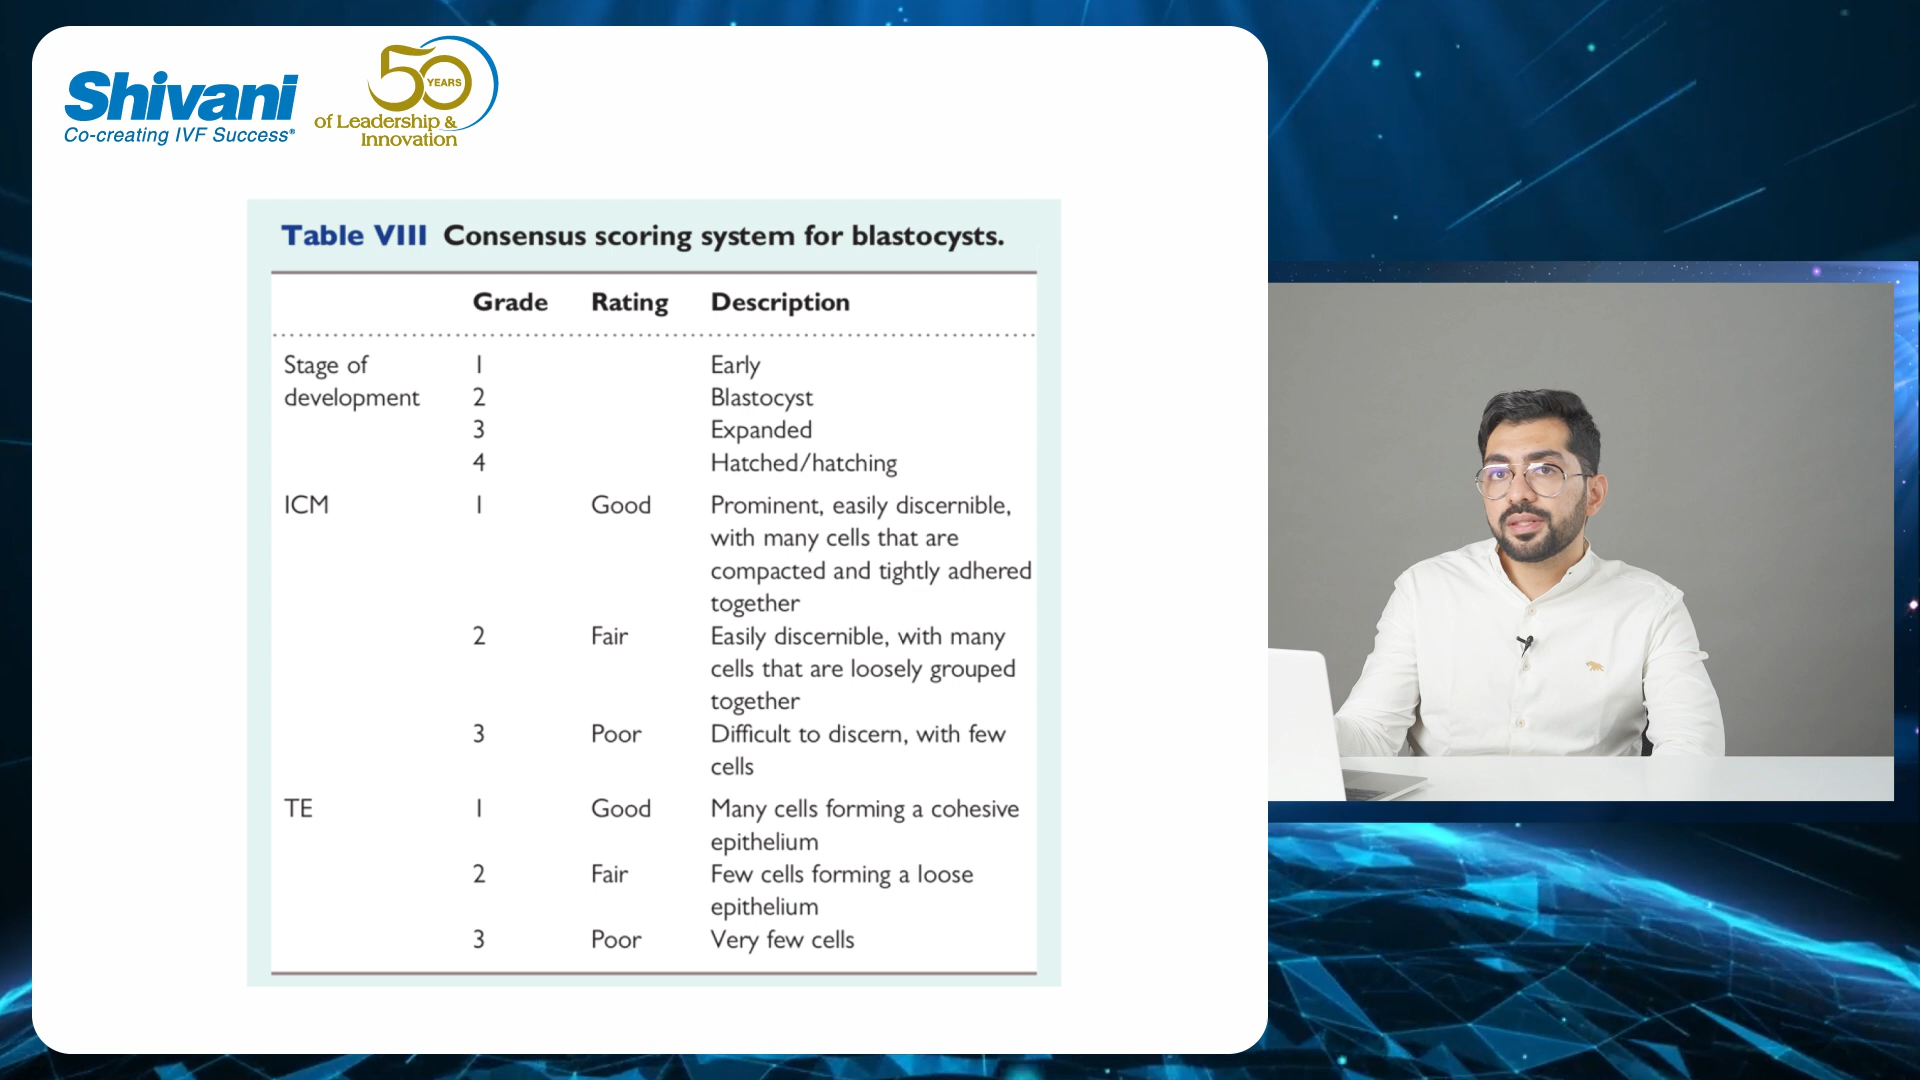 Shivani
Co-creating IVF Success®
50 YEARS
of Leadership &
Innovation
Table VIII Consensus scoring system for blastocysts.
Grade Rating Description
Stage of 1 Early
development 2 Blastocyst
3 Expanded
4 Hatched/hatching
ICM 1 Good Prominent, easily discernible,
with many cells that are
compacted and tightly adhered
together
2 Fair Easily discernible, with many
cells that are loosely grouped
together
3 Poor Difficult to discern, with few
cells
TE 1 Good Many cells forming a cohesive
epithelium
2 Fair Few cells forming a loose
epithelium
3 Poor Very few cells